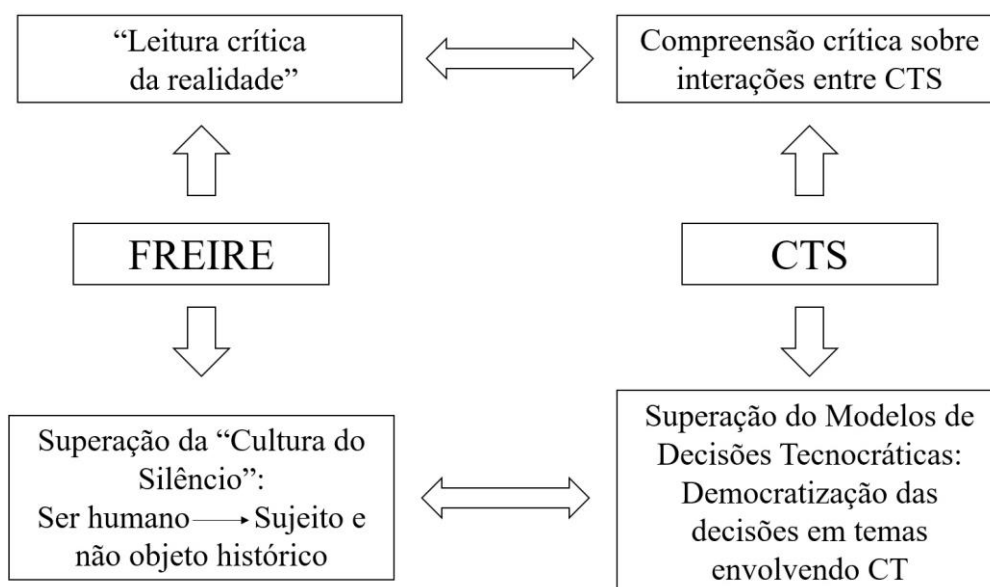 “Leitura crítica
da realidade”
Compreensão crítica sobre
interações entre CTS
FREIRE
CTS
Superação da “Cultura do
Silêncio”:
Ser humano → Sujeito e
não objeto histórico
Superação do Modelos de
Decisões Tecnocráticas:
Democratização das
decisões em temas
envolvendo CT